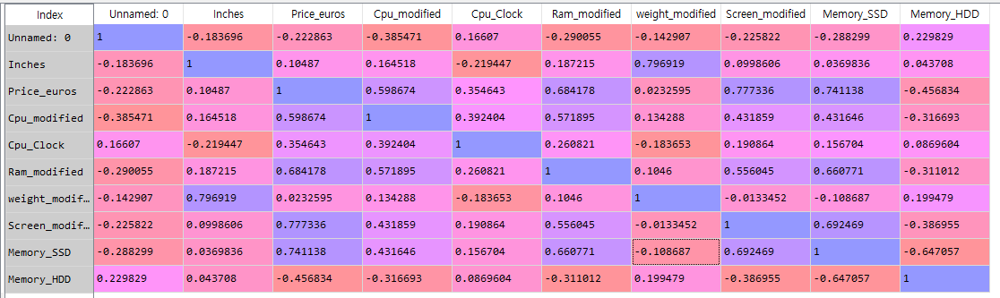 Index Unnamed: 0 Inches Price_euros Cpu_modified Cpu_Clock Ram_modified weight_modified Screen_modified Memory_SSD Memory_HDD
Unnamed: 0 1 -0.183696 -0.222863 -0.385471 0.16607 -0.290055 -0.142907 -0.225822 -0.288299 0.229829
Inches -0.183696 1 0.10487 0.164518 -0.219447 0.187215 0.796919 0.0998606 0.0369836 0.043708
Price_euros -0.222863 0.10487 1 0.598674 0.354643 0.684178 0.0232595 0.777336 0.741138 -0.456834
Cpu_modified -0.385471 0.164518 0.598674 1 0.392404 0.571895 0.134288 0.431859 0.431646 -0.316693
Cpu_Clock 0.16607 -0.219447 0.354643 0.392404 1 0.260821 -0.183653 0.190864 0.156704 0.0869604
Ram_modified -0.290055 0.187215 0.684178 0.571895 0.260821 1 0.1046 0.556045 0.660771 -0.311012
weight_modif… -0.142907 0.796919 0.0232595 0.134288 -0.183653 0.1046 1 -0.0133452 -0.108687 0.199479
Screen_modif… -0.225822 0.0998606 0.777336 0.431859 0.190864 0.556045 -0.0133452 1 0.692469 -0.386955
Memory_SSD -0.288299 0.0369836 0.741138 0.431646 0.156704 0.660771 -0.108687 0.692469 1 -0.647057
Memory_HDD 0.229829 0.043708 -0.456834 -0.316693 0.0869604 -0.311012 0.199479 -0.386955 -0.647057 1